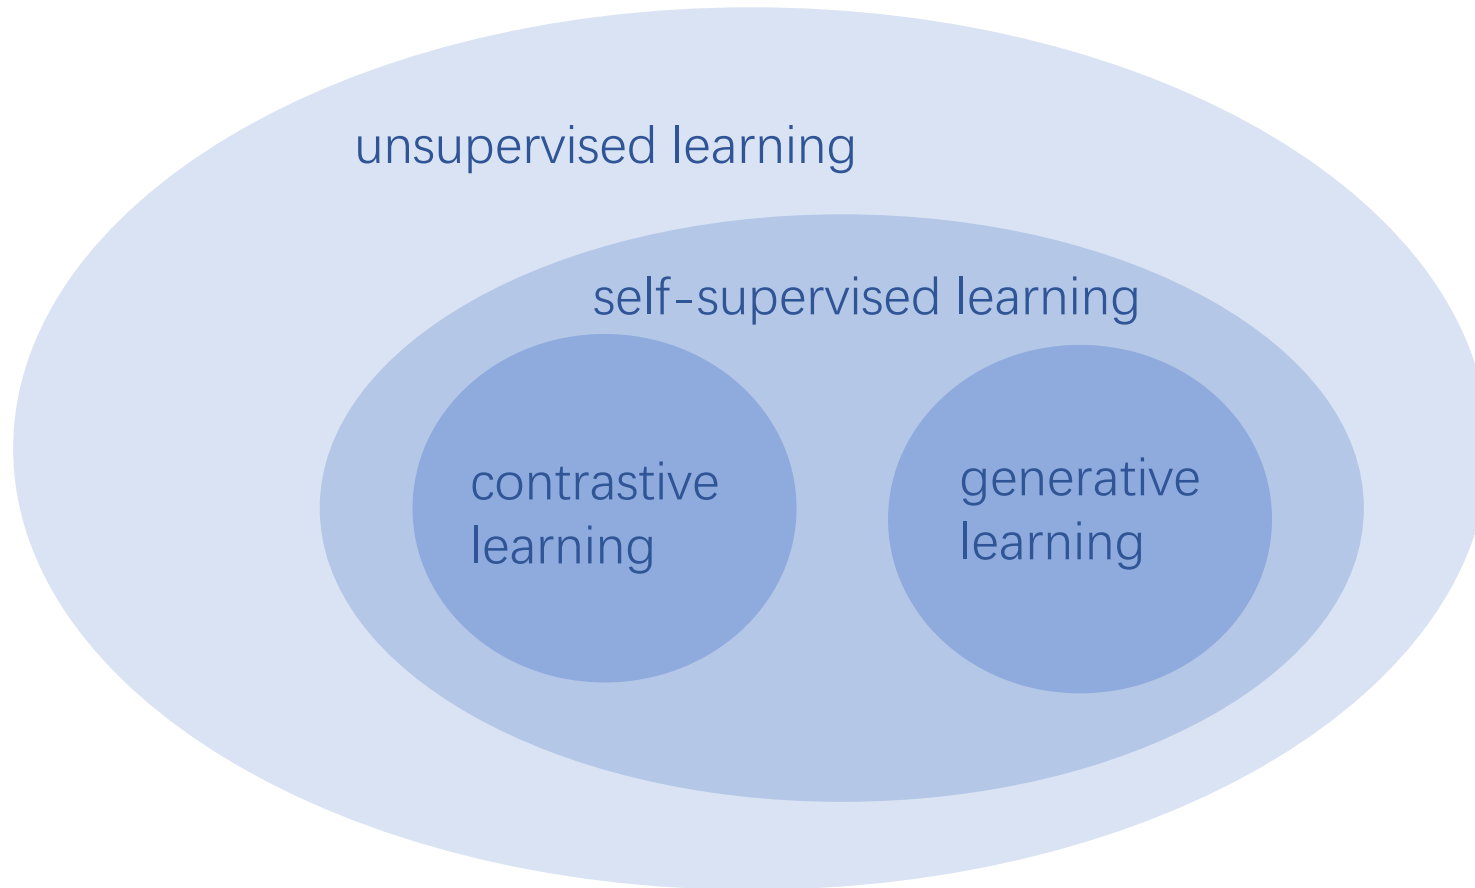 unsupervised learning
self-supervised learning
contrastive
learning
generative
learning